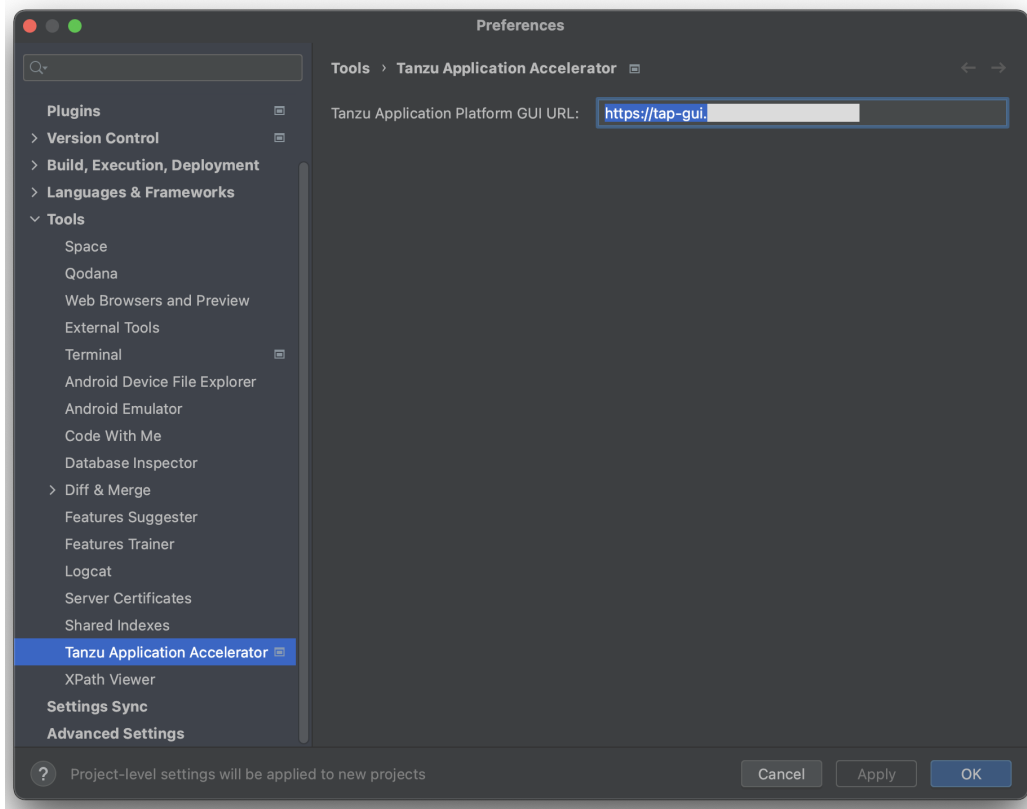 Preferences
Tools › Tanzu Application Accelerator
Tanzu Application Platform GUI URL: https://tap-gui.
Plugins
Version Control
Build, Execution, Deployment
Languages & Frameworks
Tools
Space
Qodana
Web Browsers and Preview
External Tools
Terminal
Android Device File Explorer
Android Emulator
Code With Me
Database Inspector
Diff & Merge
Features Suggester
Features Trainer
Logcat
Server Certificates
Shared Indexes
Tanzu Application Accelerator
XPath Viewer
Settings Sync
Advanced Settings
? Project-level settings will be applied to new projects
Cancel
Apply
OK